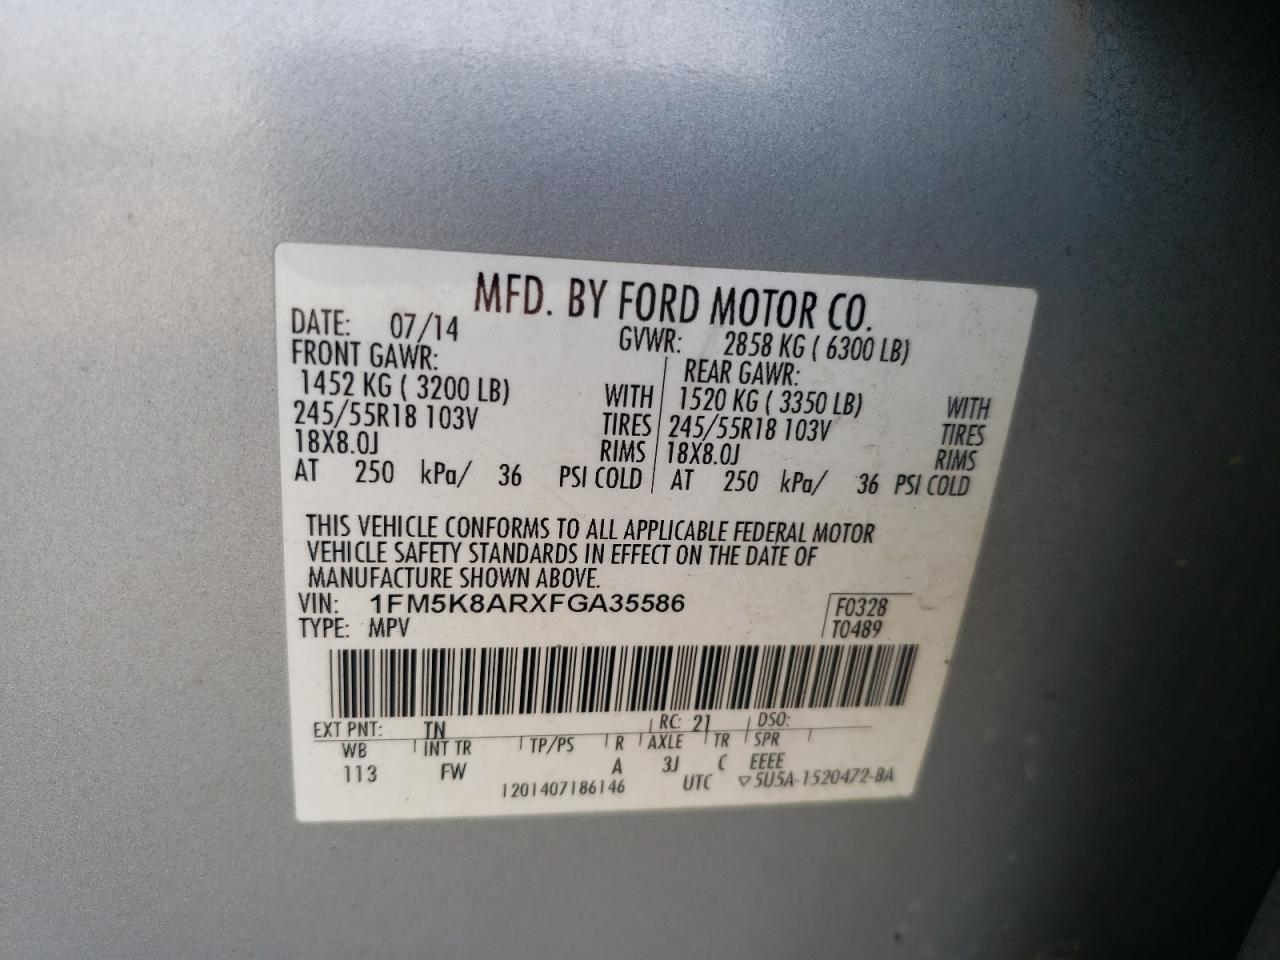 MFD. BY FORD MOTOR CO.
DATE: 07/14 GVWR: 2858 KG ( 6300 LB)
FRONT GAWR: REAR GAWR:
1452 KG ( 3200 LB) WITH 1520 KG ( 3350 LB) WITH
245/55R18 103V TIRES 245/55R18 103V TIRES
18X8.0J RIMS 18X8.0J RIMS
AT 250 kPa/ 36 PSI COLD AT 250 kPa/ 36 PSI COLD
THIS VEHICLE CONFORMS TO ALL APPLICABLE FEDERAL MOTOR
VEHICLE SAFETY STANDARDS IN EFFECT ON THE DATE OF
MANUFACTURE SHOWN ABOVE.
VIN: 1FM5K8ARXFGA35586 F0328
TYPE: MPV T0489
EXT PNT: TN RC: 21 DSO:
WB INT TR TP/PS R AXLE TR SPR
113 FW A 3J C EEEE
1201407186146 UTC ▽5U5A-1520472-BA